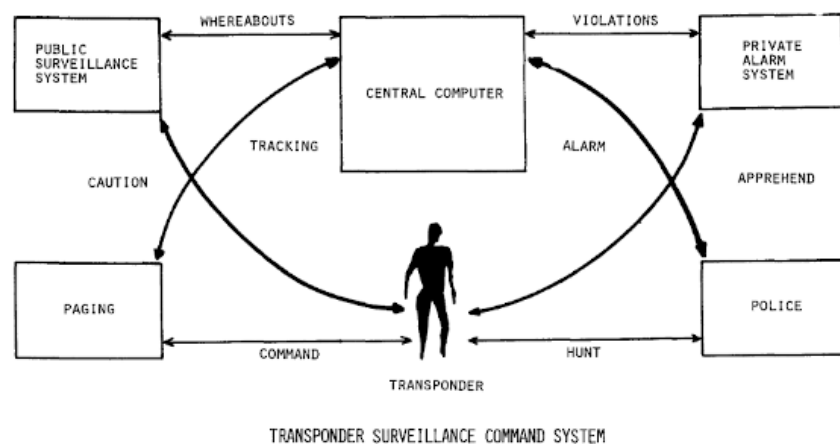 WHEREABOUTS
VIOLATIONS
PUBLIC
SURVEILLANCE
SYSTEM
CENTRAL COMPUTER
PRIVATE
ALARM
SYSTEM
TRACKING
ALARM
CAUTION
APPREHEND
PAGING
POLICE
COMMAND
HUNT
TRANSPONDER
TRANSPONDER SURVEILLANCE COMMAND SYSTEM